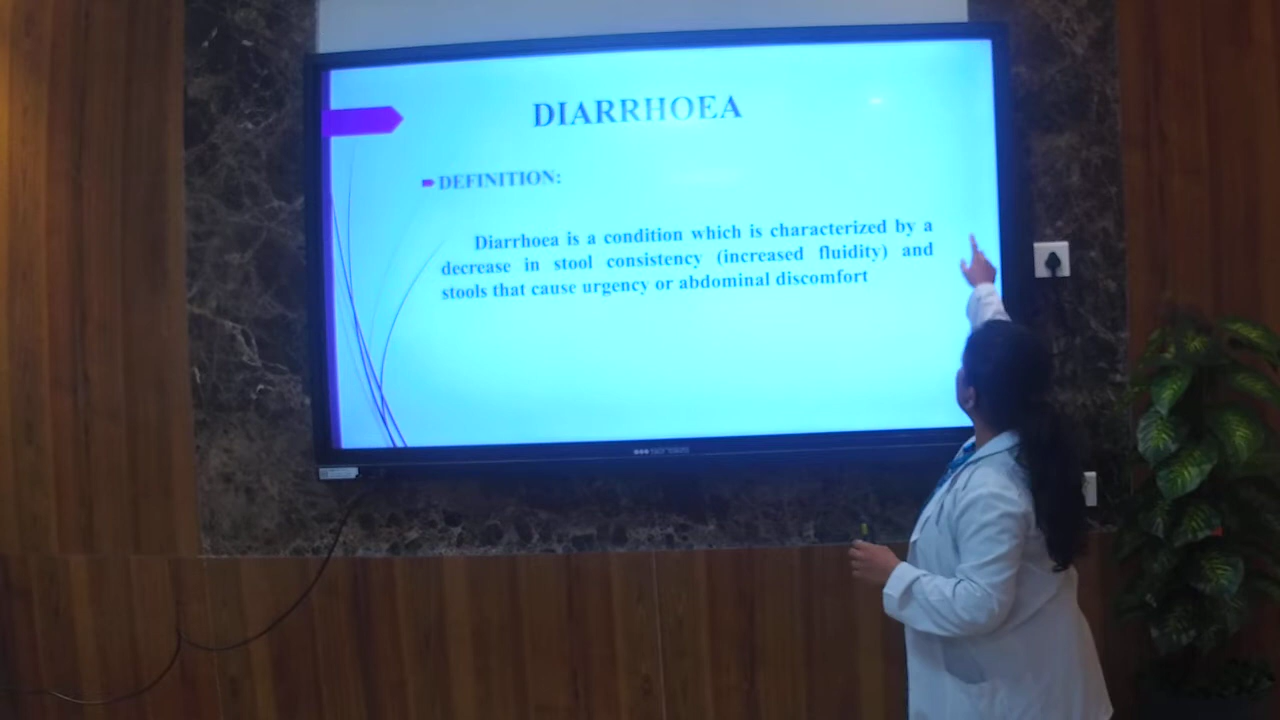 DIARRHOEA
DEFINITION:
Diarrhoea is a condition which is characterized by a
decrease in stool consistency (increased fluidity) and
stools that cause urgency or abdominal discomfort